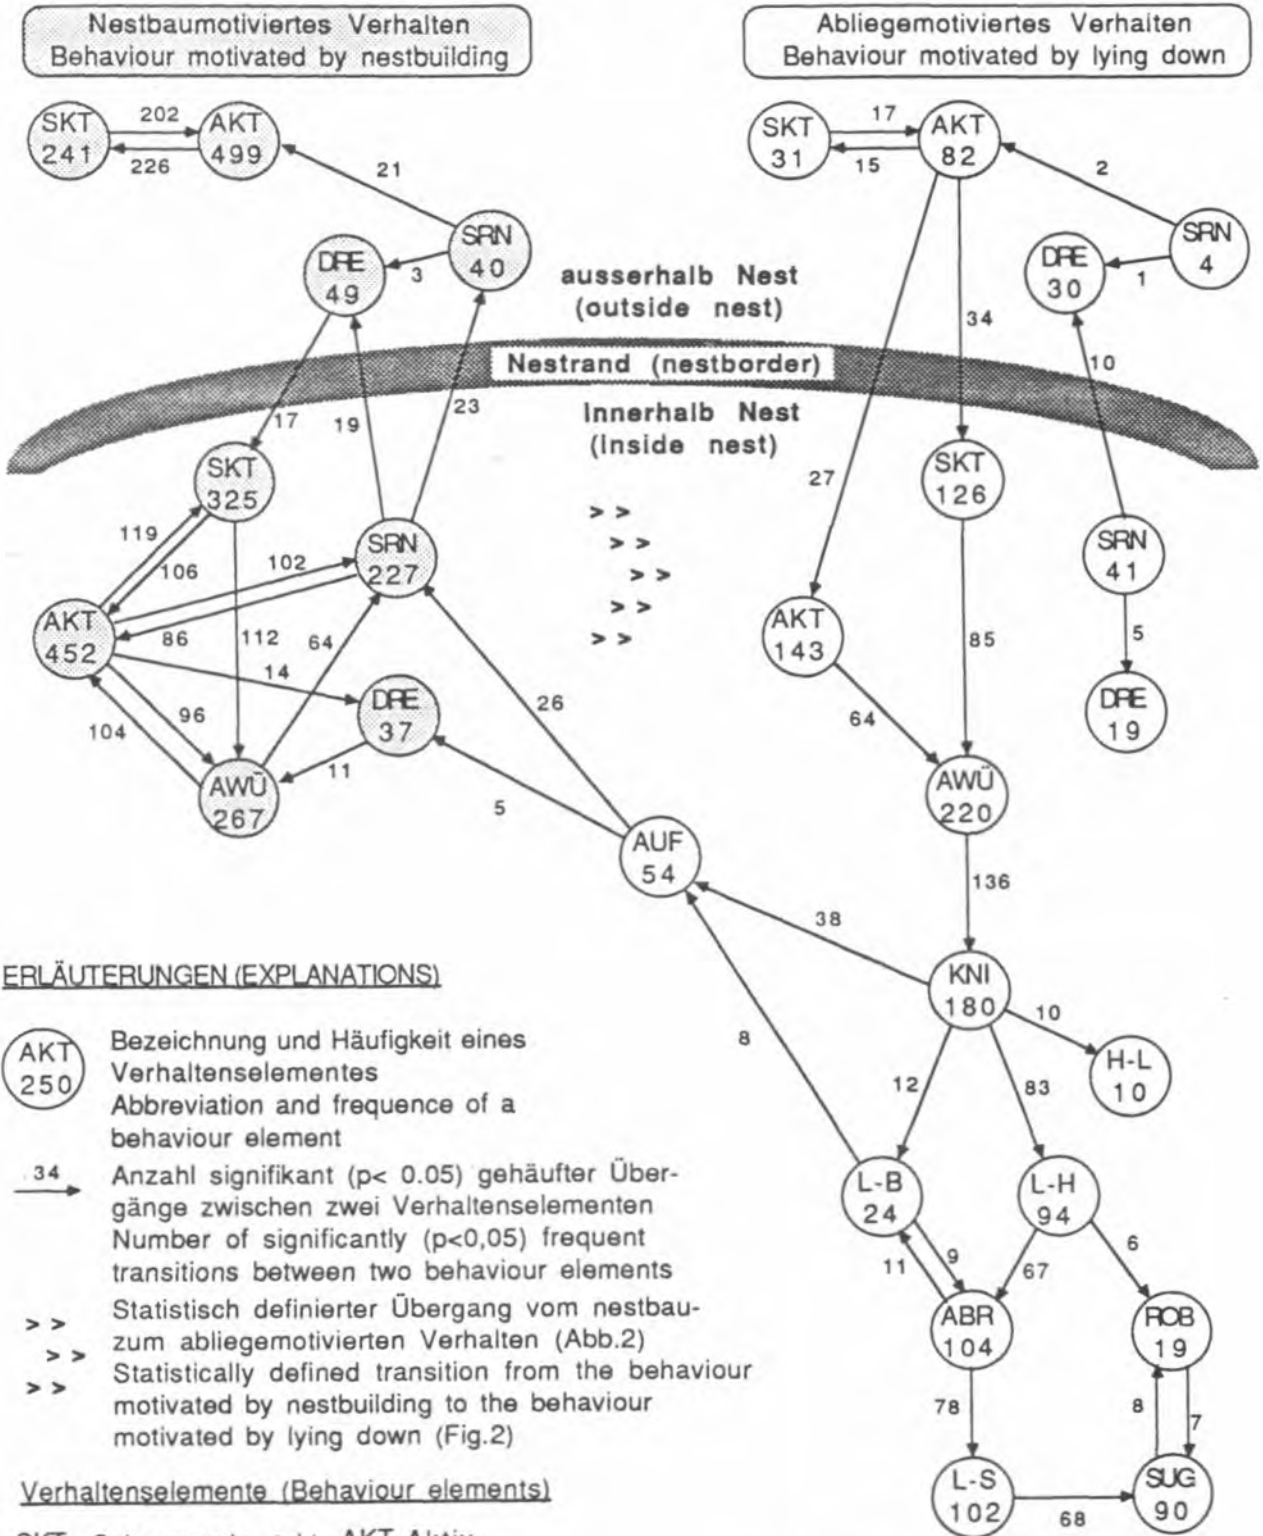 Nestbaumotiviertes Verhalten
Behaviour motivated by nestbuilding
Abliegemotiviertes Verhalten
Behaviour motivated by lying down
SKT
241
202
226
AKT
499
21
SRN
40
3
DRE
49
SKT
31
17
15
AKT
82
2
SRN
4
1
DRE
30
ausserhalb Nest
(outside nest)
34
10
Nestrand (nestborder)
innerhalb Nest
(inside nest)
17
19
23
27
SKT
325
119
106
102
SRN
227
AKT
452
86
112
64
14
DRE
37
96
104
11
AWÜ
267
26
5
> >
> >
> >
> >
> >
SKT
126
SRN
41
AKT
143
85
5
DRE
19
64
AWÜ
220
AUF
54
136
38
KNI
180
10
H-L
10
8
12
83
L-B
24
L-H
94
9
11
67
6
ABR
104
ROB
19
78
8
7
L-S
102
68
SUG
90
ERLÄUTERUNGEN (EXPLANATIONS)
AKT
250
Bezeichnung und Häufigkeit eines
Verhaltenselementes
Abbreviation and frequence of a
behaviour element
34
Anzahl signifikant (p< 0.05) gehäufter Über-
gänge zwischen zwei Verhaltenselementen
Number of significantly (p<0,05) frequent
transitions between two behaviour elements
> >
> >
> >
Statistisch definierter Übergang vom nestbau-
zum abliegemotivierten Verhalten (Abb.2)
Statistically defined transition from the behaviour
motivated by nestbuilding to the behaviour
motivated by lying down (Fig.2)
Verhaltenselemente (Behaviour elements)